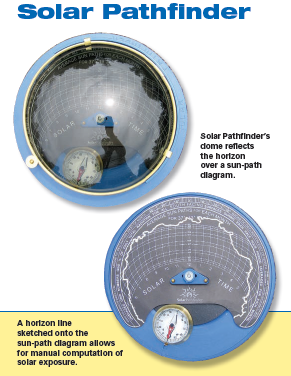 Solar Pathfinder
SOLAR TIME
Solar Pathfinder's
dome reflects
the horizon
over a sun-path
diagram.
SOLAR TIME
A horizon line
sketched onto the
sun-path diagram allows
for manual computation of
solar exposure.